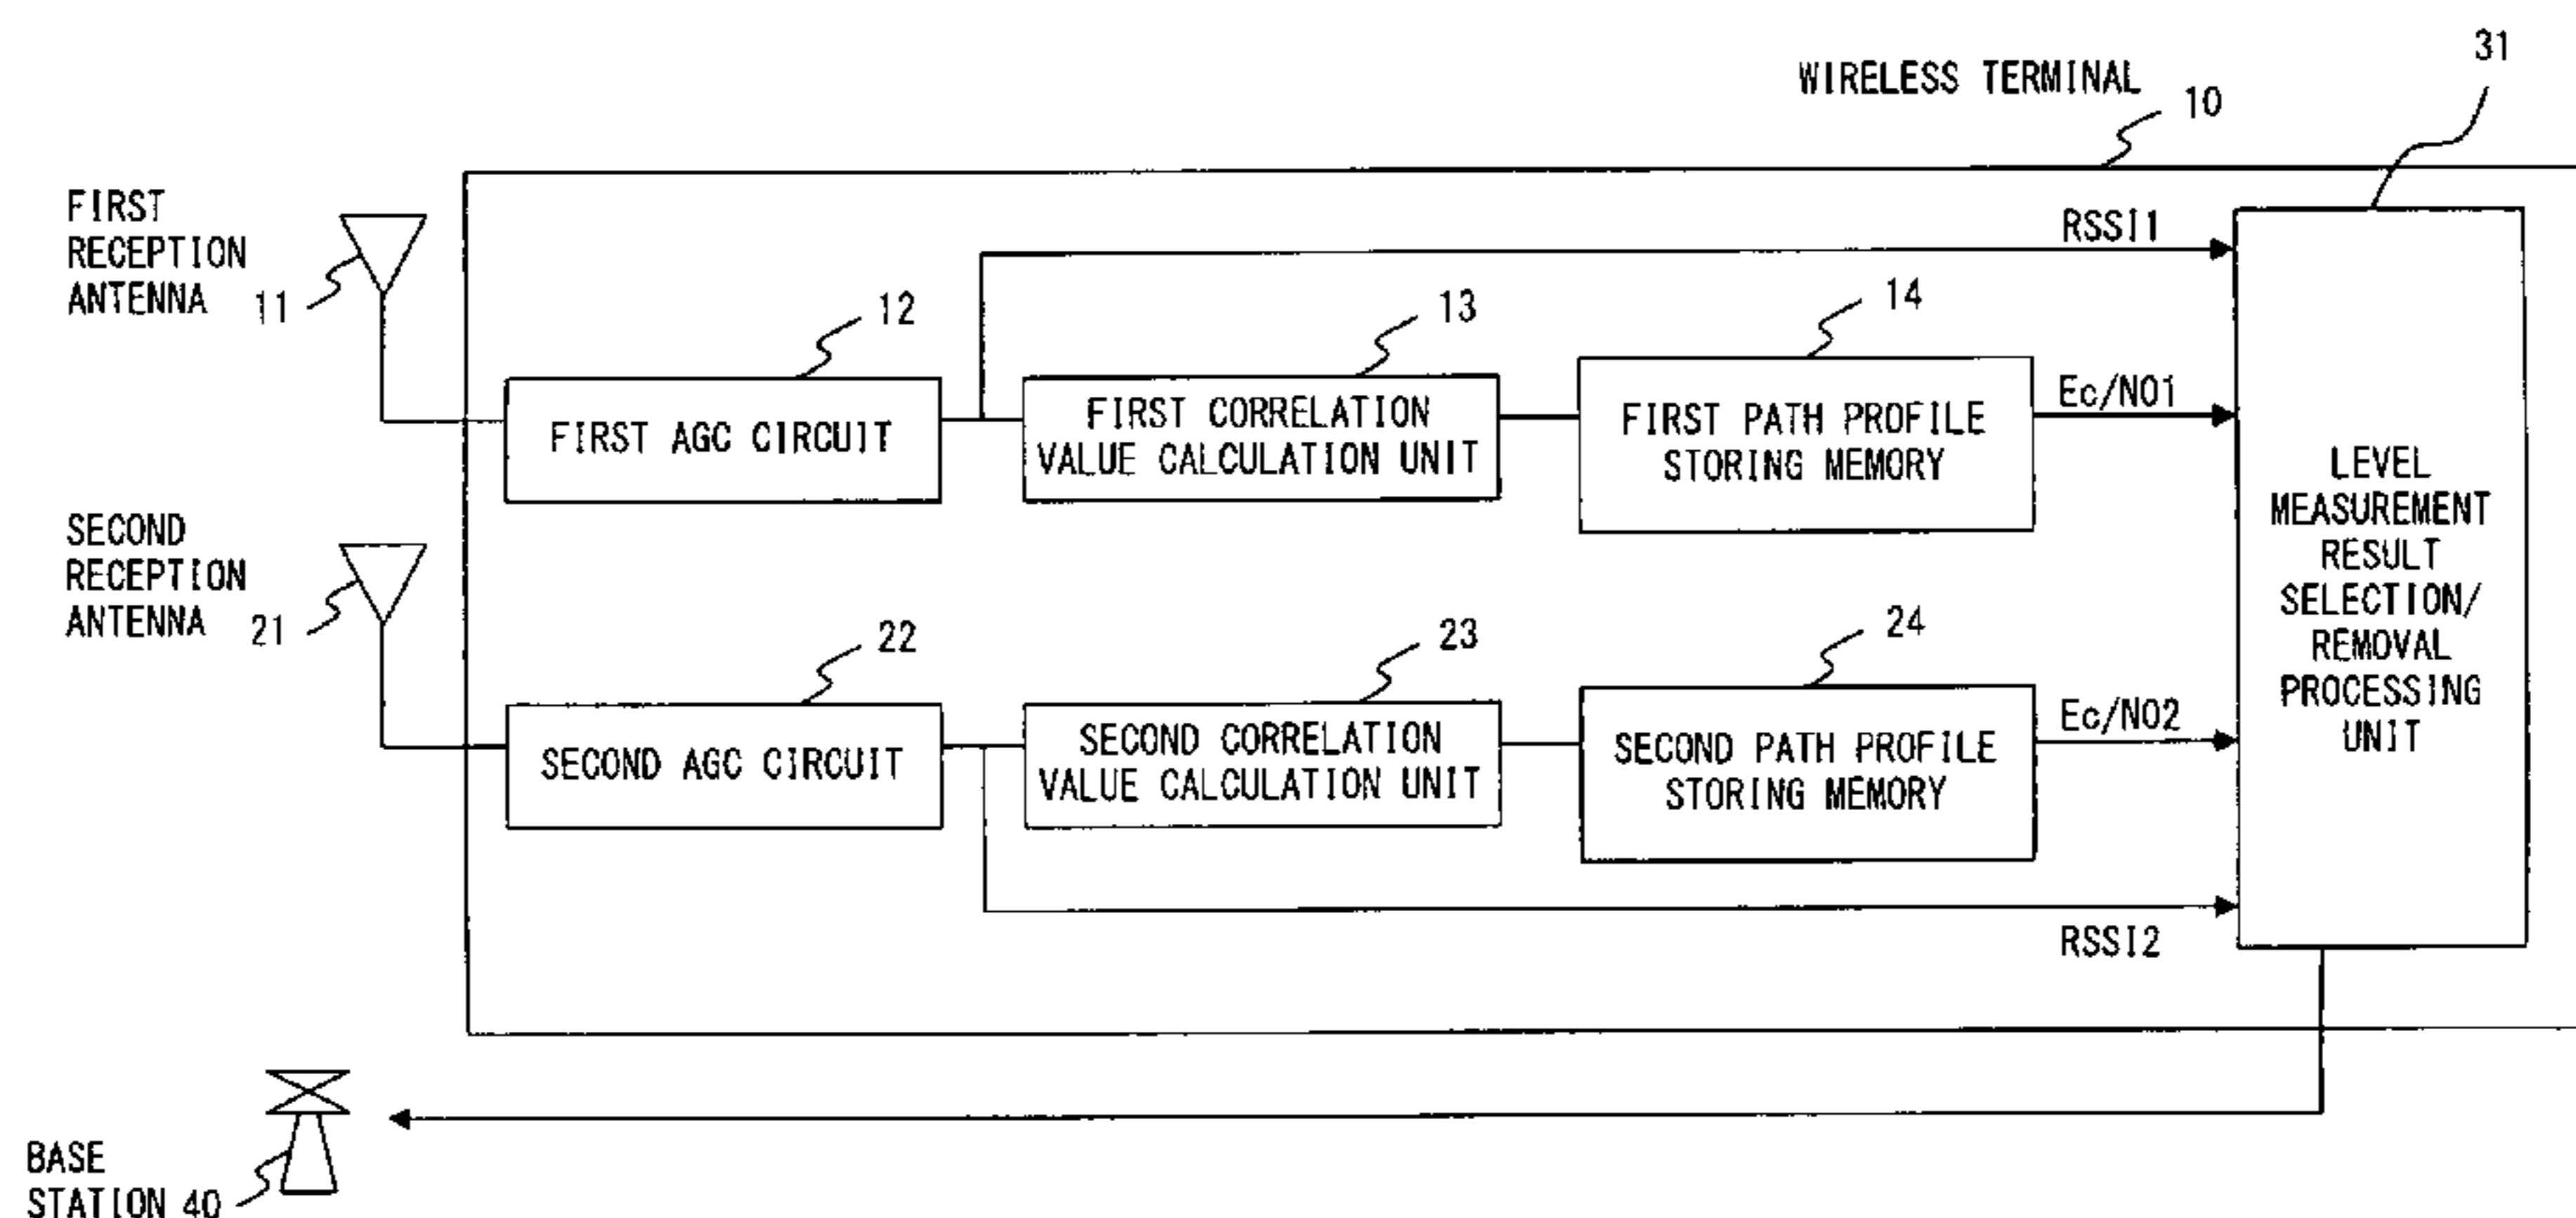 31
WIRELESS TERMINAL
10
FIRST
RECEPTION
ANTENNA 11
RSSI1
12
13
14
FIRST AGC CIRCUIT
FIRST CORRELATION
VALUE CALCULATION UNIT
FIRST PATH PROFILE
STORING MEMORY
Ec/N01
LEVEL
MEASUREMENT
RESULT
SELECTION/
REMOVAL
PROCESSING
UNIT
SECOND
RECEPTION
ANTENNA 21
22
23
24
SECOND AGC CIRCUIT
SECOND CORRELATION
VALUE CALCULATION UNIT
SECOND PATH PROFILE
STORING MEMORY
Ec/N02
RSSI2
BASE
STATION 40